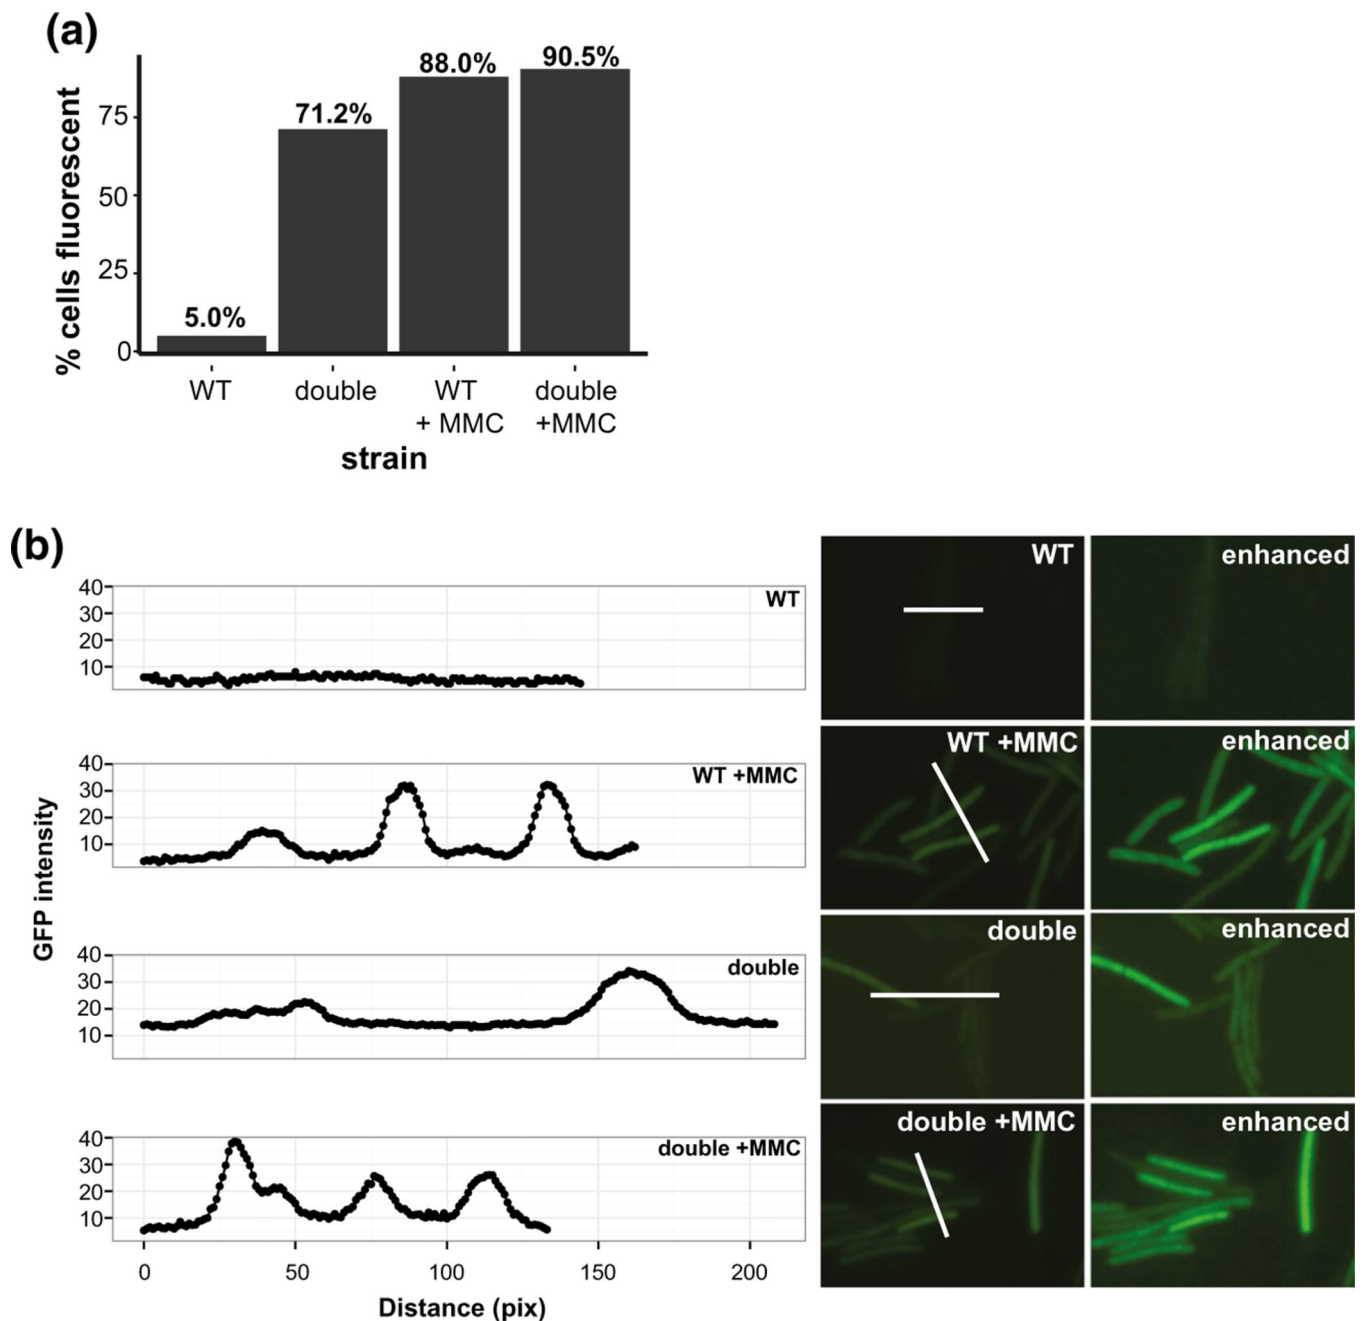 (a)
88.0% 90.5%
71.2%
5.0%
75
50
25
0
% cells fluorescent
WT double WT double
+ MMC +MMC
strain
(b)
WT
40
30
20
10
WT +MMC
40
30
20
10
double
40
30
20
10
double +MMC
40
30
20
10
GFP intensity
0 50 100 150 200
Distance (pix)
WT enhanced
WT +MMC enhanced
double enhanced
double +MMC enhanced